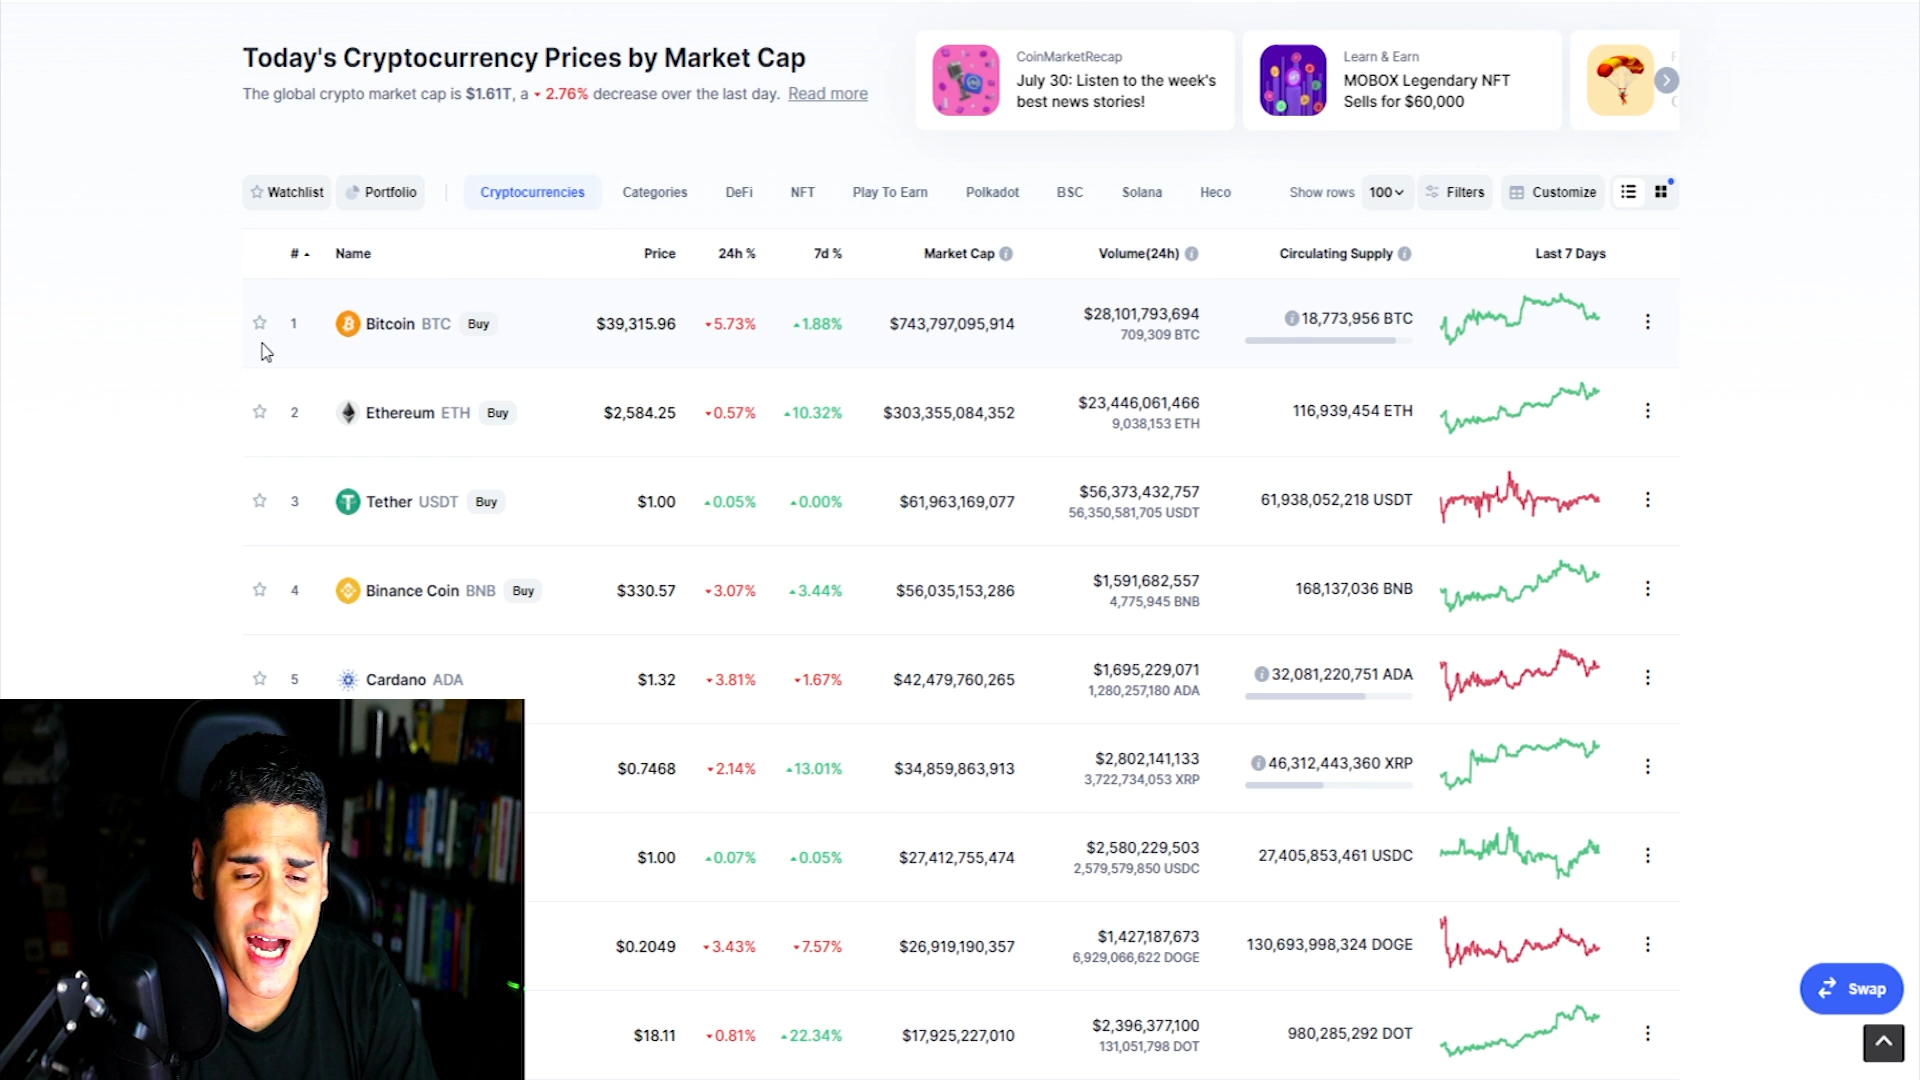 Today's Cryptocurrency Prices by Market Cap
The global crypto market cap is $1.61T, a 2.76% decrease over the last day. Read more
CoinMarketRecap
July 30: Listen to the week's
best news stories!
Learn & Earn
MOBOX Legendary NFT
Sells for $60,000
Watchlist Portfolio Cryptocurrencies Categories DeFi NFT Play To Earn Polkadot BSC Solana Heco Show rows 100 Filters Customize
# Name Price 24h % 7d % Market Cap Volume(24h) Circulating Supply Last 7 Days
1 Bitcoin BTC Buy $39,315.96 5.73% 1.88% $743,797,095,914 $28,101,793,694 18,773,956 BTC
709,309 BTC
2 Ethereum ETH Buy $2,584.25 0.57% 10.32% $303,355,084,352 $23,446,061,466 116,939,454 ETH
9,038,153 ETH
3 Tether USDT Buy $1.00 0.05% 0.00% $61,963,169,077 $56,373,432,757 61,938,052,218 USDT
56,350,581,705 USDT
4 Binance Coin BNB Buy $330.57 3.07% 3.44% $56,035,153,286 $1,591,682,557 168,137,036 BNB
4,775,945 BNB
5 Cardano ADA $1.32 3.81% 1.67% $42,479,760,265 $1,695,229,071 32,081,220,751 ADA
1,280,257,180 ADA
$0.7468 2.14% 13.01% $34,859,863,913 $2,802,141,133 46,312,443,360 XRP
3,722,734,053 XRP
$1.00 0.07% 0.05% $27,412,755,474 $2,580,229,503 27,405,853,461 USDC
2,579,579,850 USDC
$0.2049 3.43% 7.57% $26,919,190,357 $1,427,187,673 130,693,998,324 DOGE
6,929,066,622 DOGE
$18.11 0.81% 22.34% $17,925,227,010 $2,396,377,100 980,285,292 DOT
131,051,798 DOT
Swap